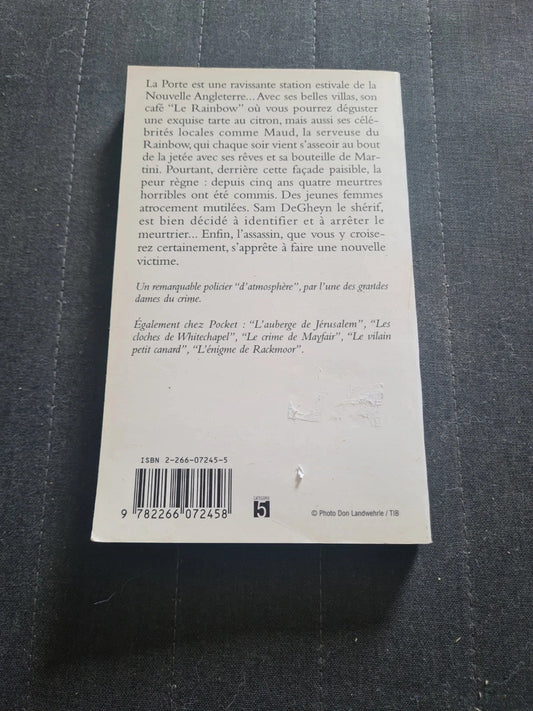 La Porte est une ravissante station estivale de la
Nouvelle Angleterre... Avec ses belles villas, son
café "Le Rainbow" où vous pourrez déguster
une exquise tarte au citron, mais aussi ses célé-
brités locales comme Maud, la serveuse du
Rainbow, qui chaque soir vient s'asseoir au bout
de la jetée avec ses rêves et sa bouteille de Mar-
tini. Pourtant, derrière cette façade paisible, la
peur règne : depuis cinq ans quatre meurtres
horribles ont été commis. Des jeunes femmes
atrocement mutilées. Sam DeGheyn le shérif,
est bien décidé à identifier et à arrêter le
meurtrier... Enfin, l'assassin, que vous y croise-
rez certainement, s'apprête à faire une nouvelle
victime.
Un remarquable policier "d'atmosphère", par l'une des grandes
dames du crime.
Également chez Pocket : "L'auberge de Jérusalem", "Les
cloches de Whitechapel", "Le crime de Mayfair", "Le vilain
petit canard", "L'énigme de Rackmoor".
ISBN 2-266-07245-5
9 782266 072458
CATÉGORIE
5
© Photo Don Landwehrle / TIB